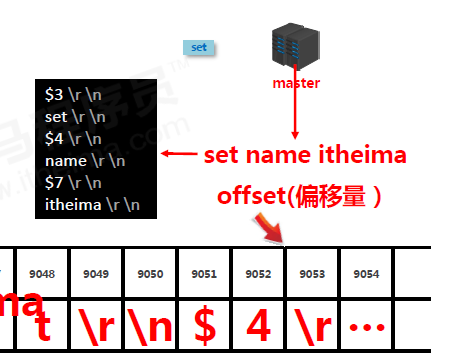 set
master
$3 \r \n
set \r \n
$4 \r \n
name \r \n
$7 \r \n
itheima \r \n
set name itheima
offset(偏移量 )
9048 9049 9050 9051 9052 9053 9054
ma
t \r \n $ 4 \r ...